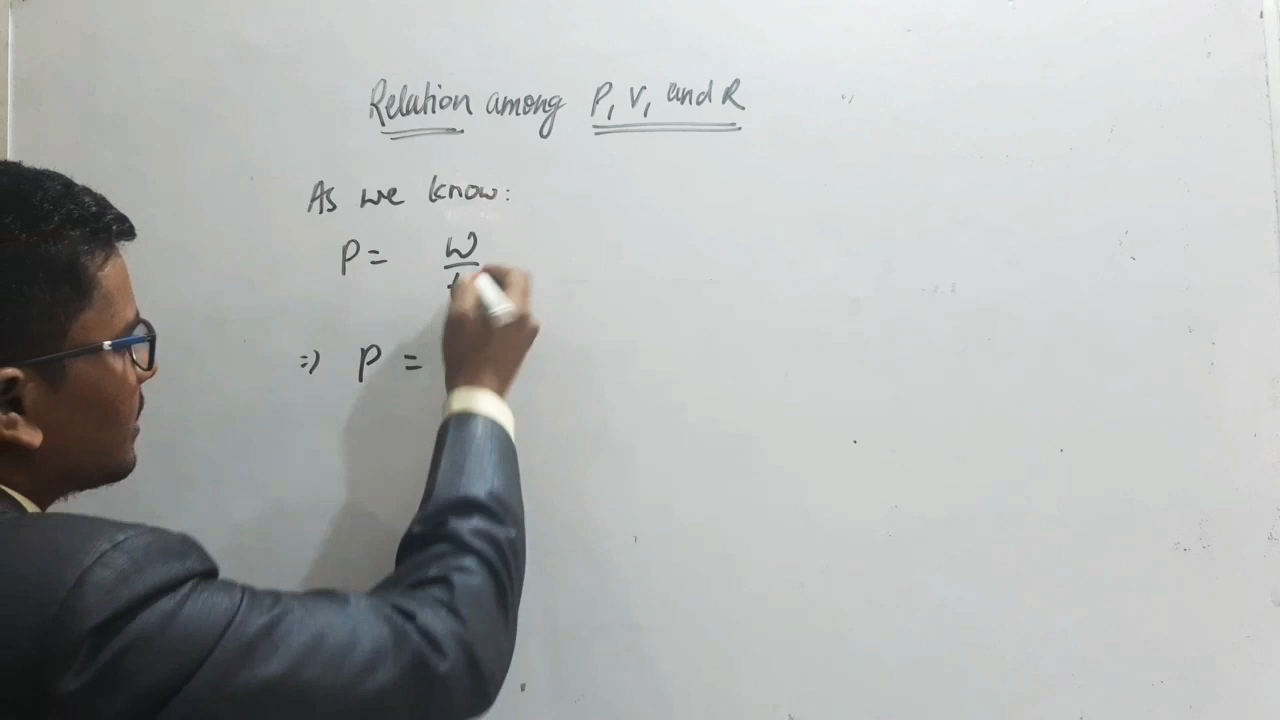 Relation among P, V, and R
As we know:
P = W
⇒ P =